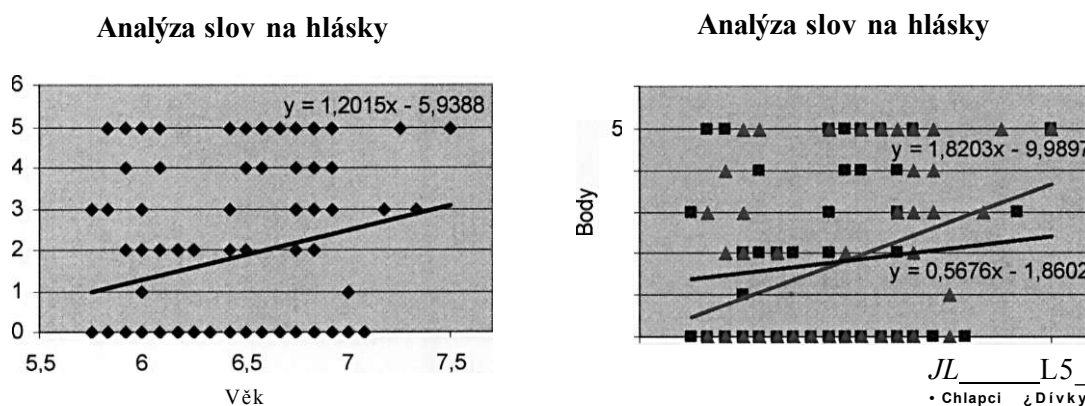 Analýza slov na hlásky
6
5
4
3
2
1
0
y = 1,2015x - 5,9388
5,5
6
6,5
7
7,5
Věk
Analýza slov na hlásky
5
Body
y = 1,8203x - 9,9897
y = 0,5676x - 1,8602
JL_____L5_
• Chlapci ¿Dívky